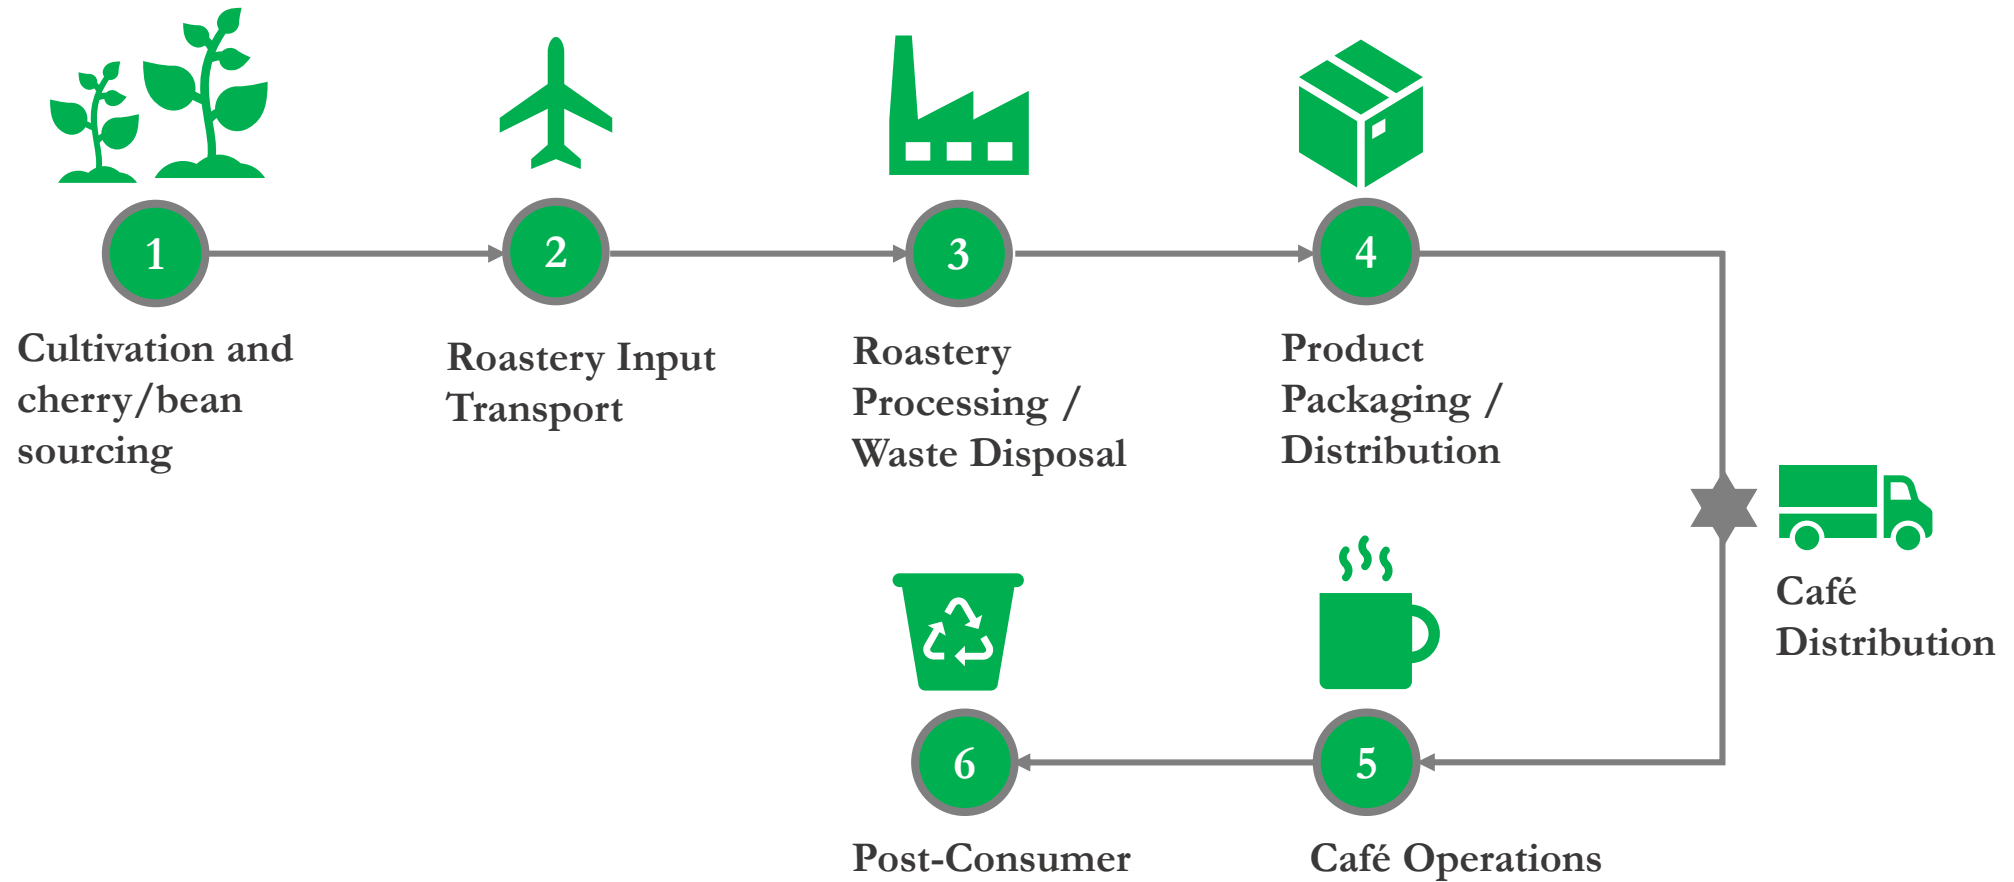 1
Cultivation and
cherry/bean
sourcing
2
Roastery Input
Transport
3
Roastery
Processing /
Waste Disposal
4
Product
Packaging /
Distribution
Café
Distribution
5
Café Operations
6
Post-Consumer